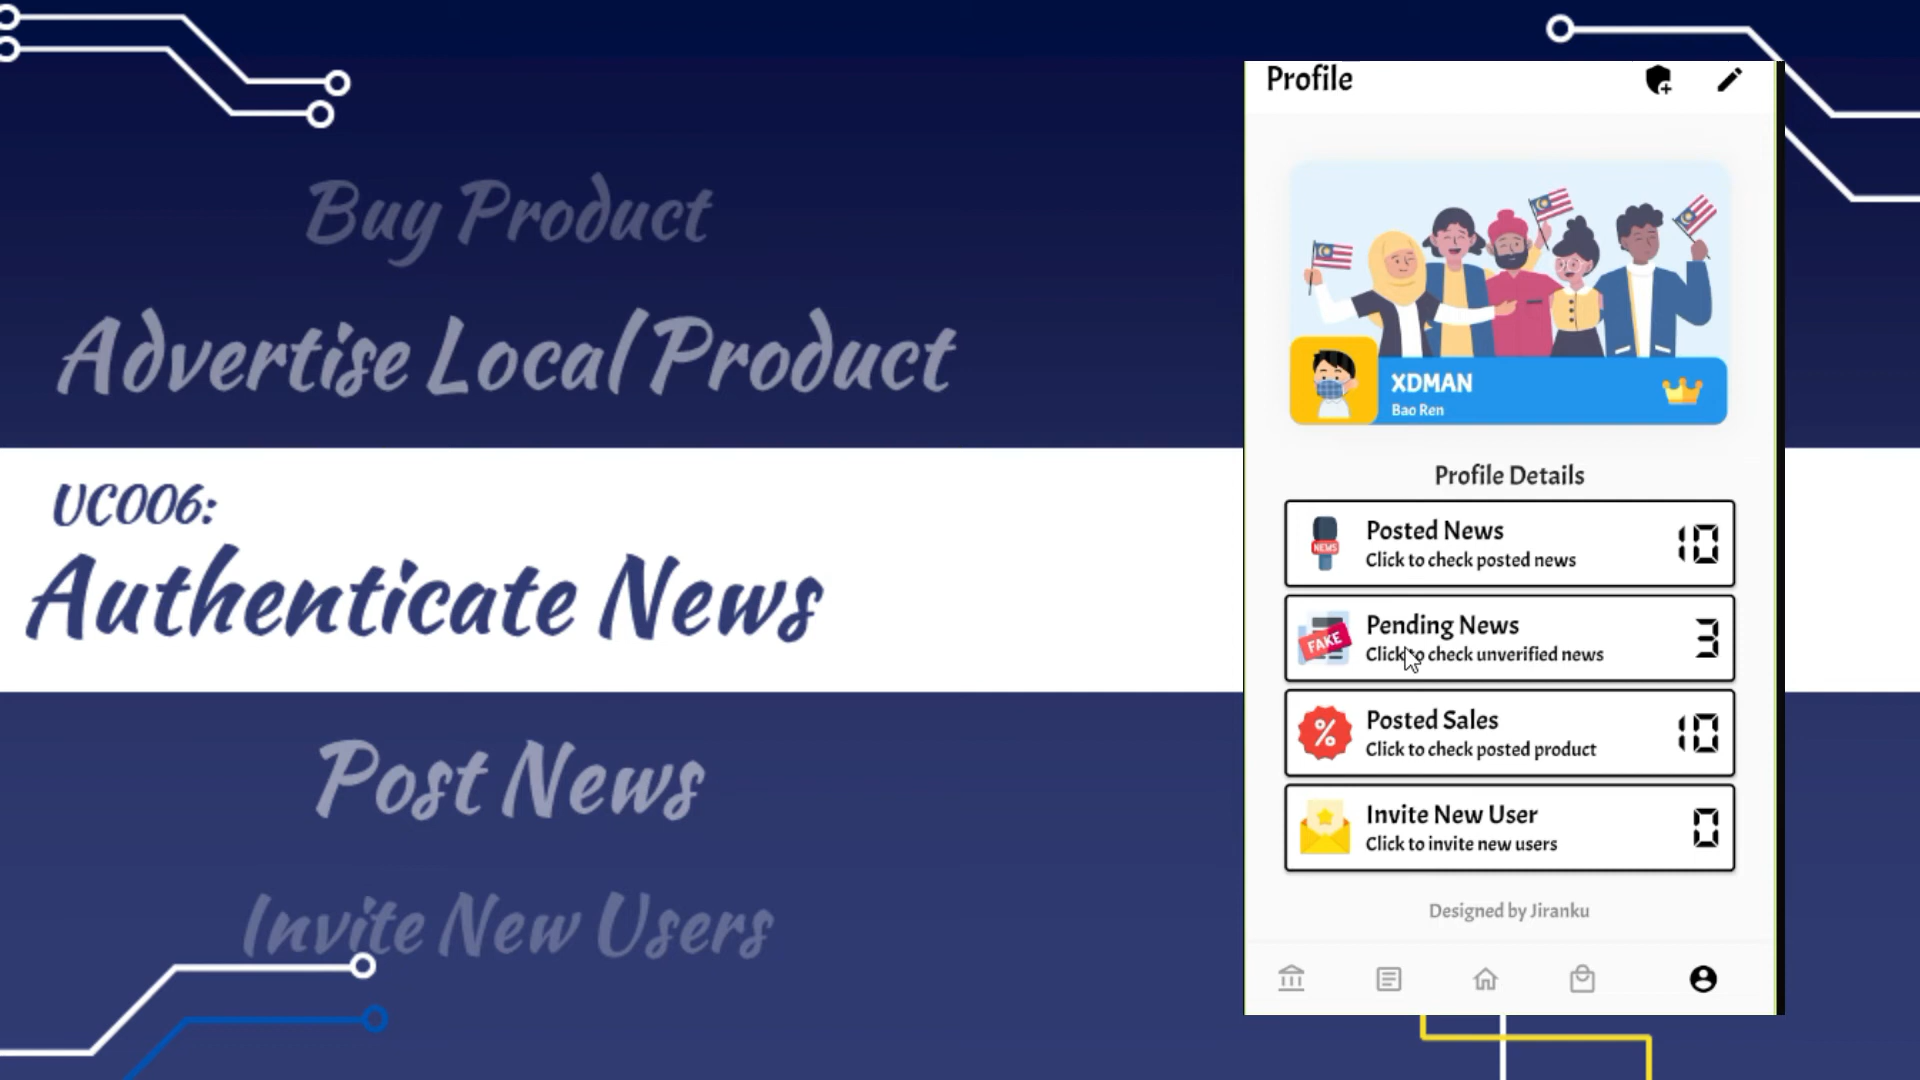 Buy Product
Advertise Local Product
UC006:
Authenticate News
Post News
Invite New Users
Profile
XDMAN
Bao Ren
Profile Details
NEWS
Posted News
Click to check posted news
10
FAKE
Pending News
Click to check unverified news
3
%
Posted Sales
Click to check posted product
10
Invite New User
Click to invite new users
0
Designed by Jiranku